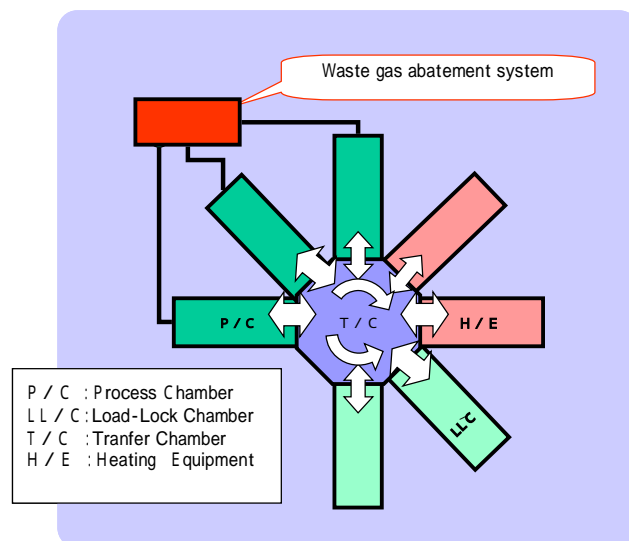 Waste gas abatement system
P/C
T/C
H/E
LL/C
P/C :Process Chamber
LL/C:Load-Lock Chamber
T/C :Tranfer Chamber
H/E :Heating Equipment